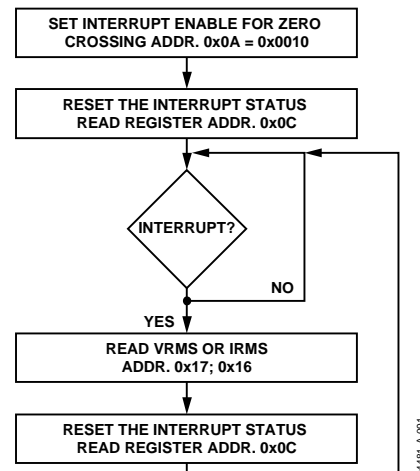 SET INTERRUPT ENABLE FOR ZERO
CROSSING ADDR. 0x0A = 0x0010
RESET THE INTERRUPT STATUS
READ REGISTER ADDR. 0x0C
INTERRUPT?
NO
YES
READ VRMS OR IRMS
ADDR. 0x17; 0x16
RESET THE INTERRUPT STATUS
READ REGISTER ADDR. 0x0C